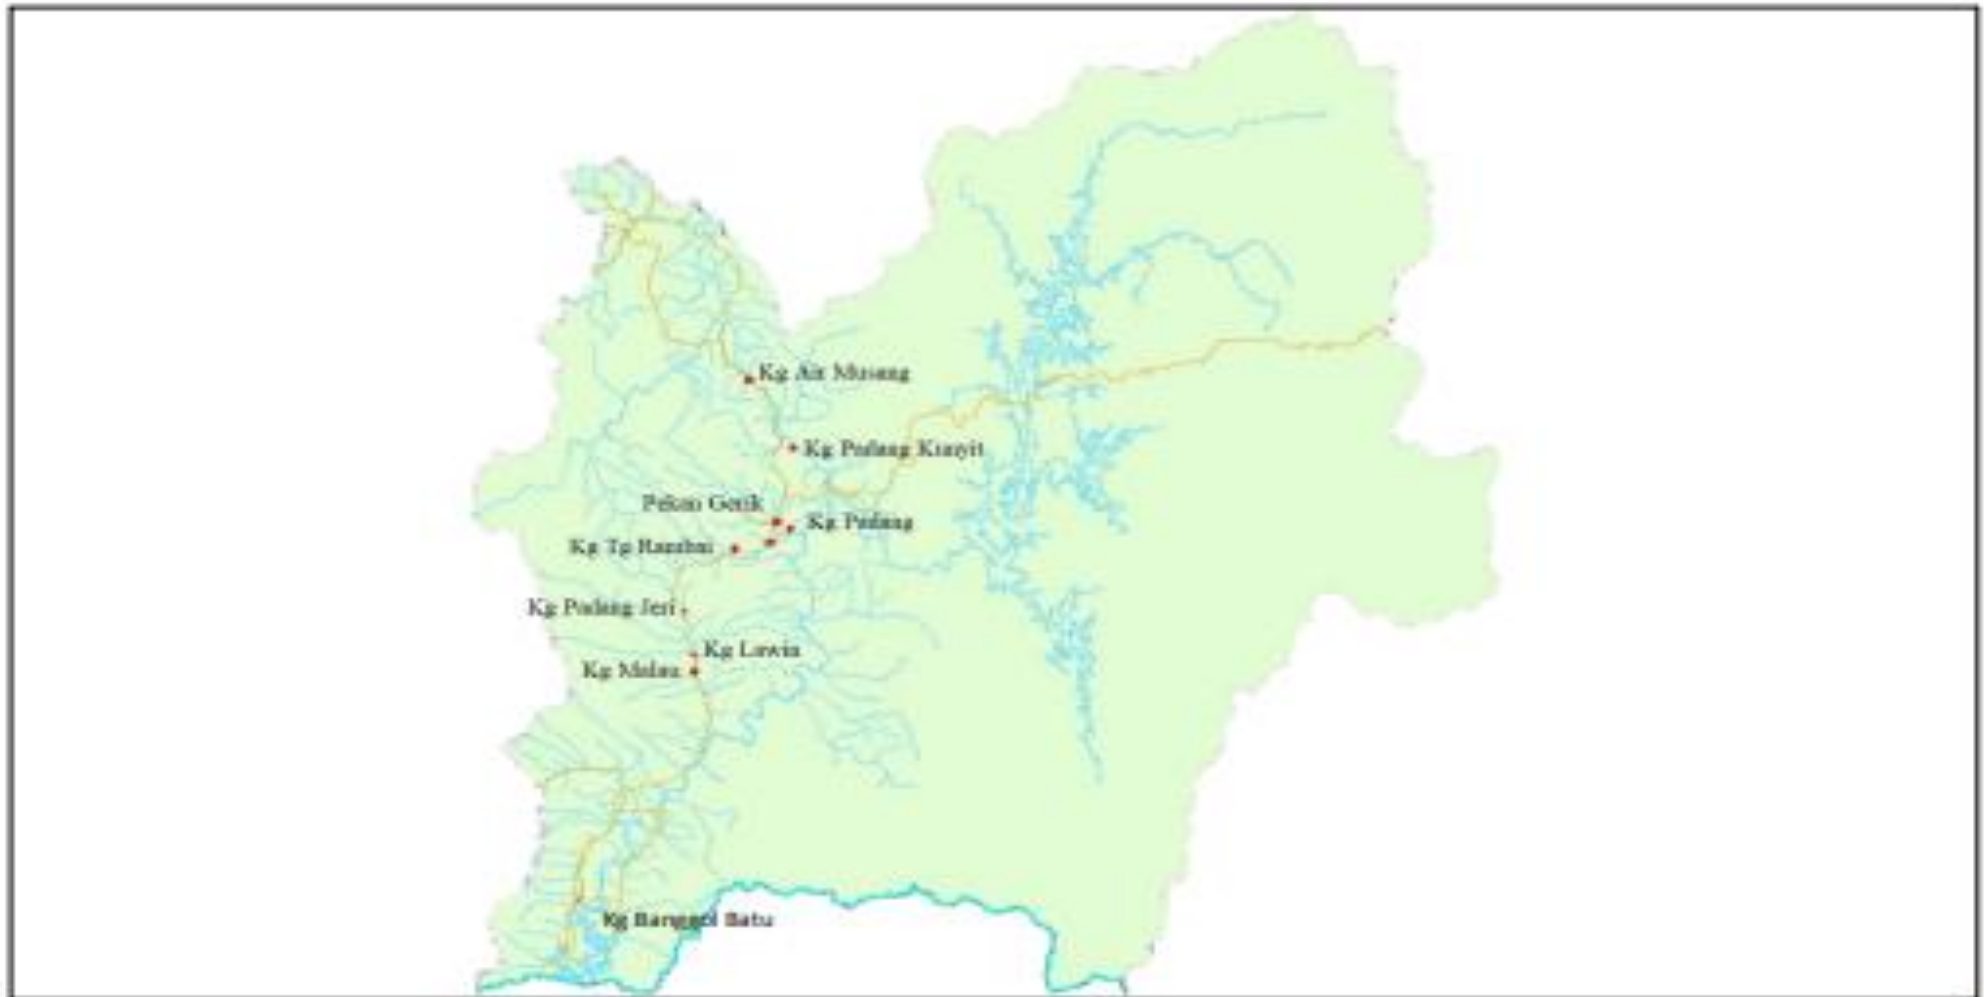 Kg Air Musang
Kg Padang Kunyit
Pekan Gerik
Kg Padang
Kg Tg Rambai
Kg Padang Jeri
Kg Lawin
Kg Malau
Kg Banggol Batu